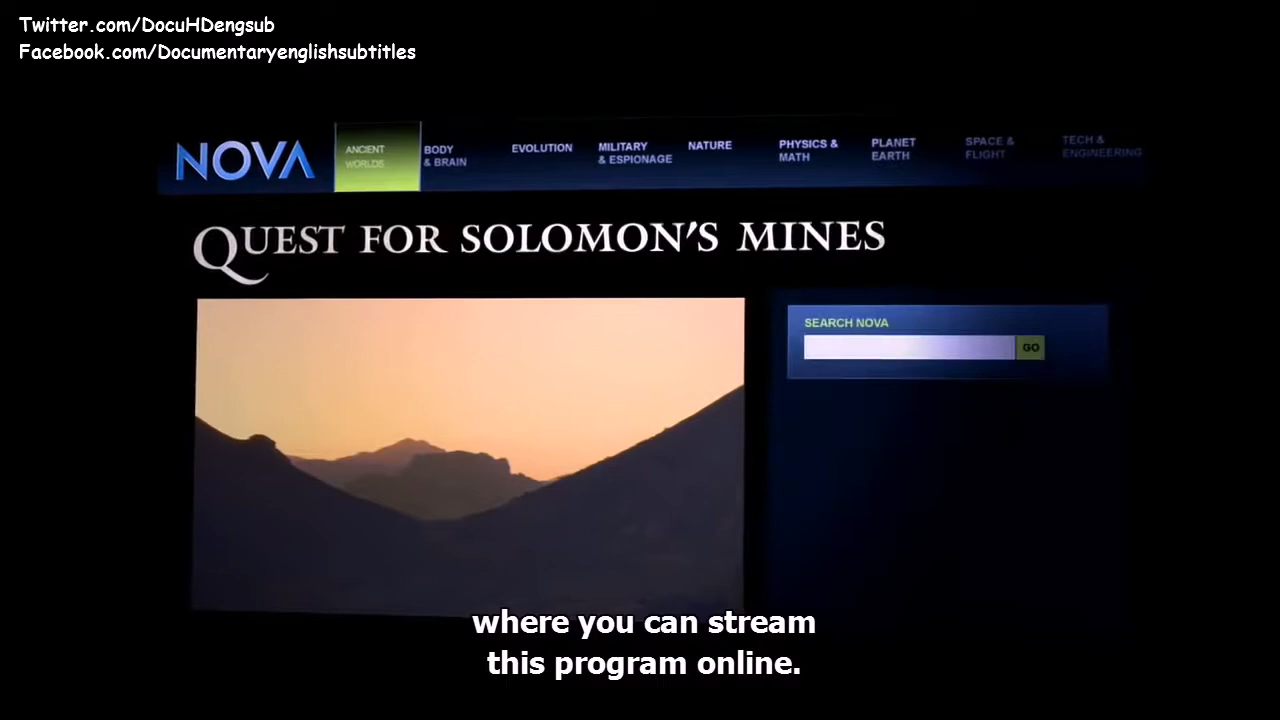 Twitter.com/DocuHDengsub
Facebook.com/Documentaryenglishsubtitles
NOVA
ANCIENT
WORLDS
BODY
& BRAIN
EVOLUTION
MILITARY
& ESPIONAGE
NATURE
PHYSICS &
MATH
PLANET
EARTH
SPACE &
FLIGHT
TECH &
ENGINEERING
QUEST FOR SOLOMON'S MINES
SEARCH NOVA
GO
where you can stream
this program online.